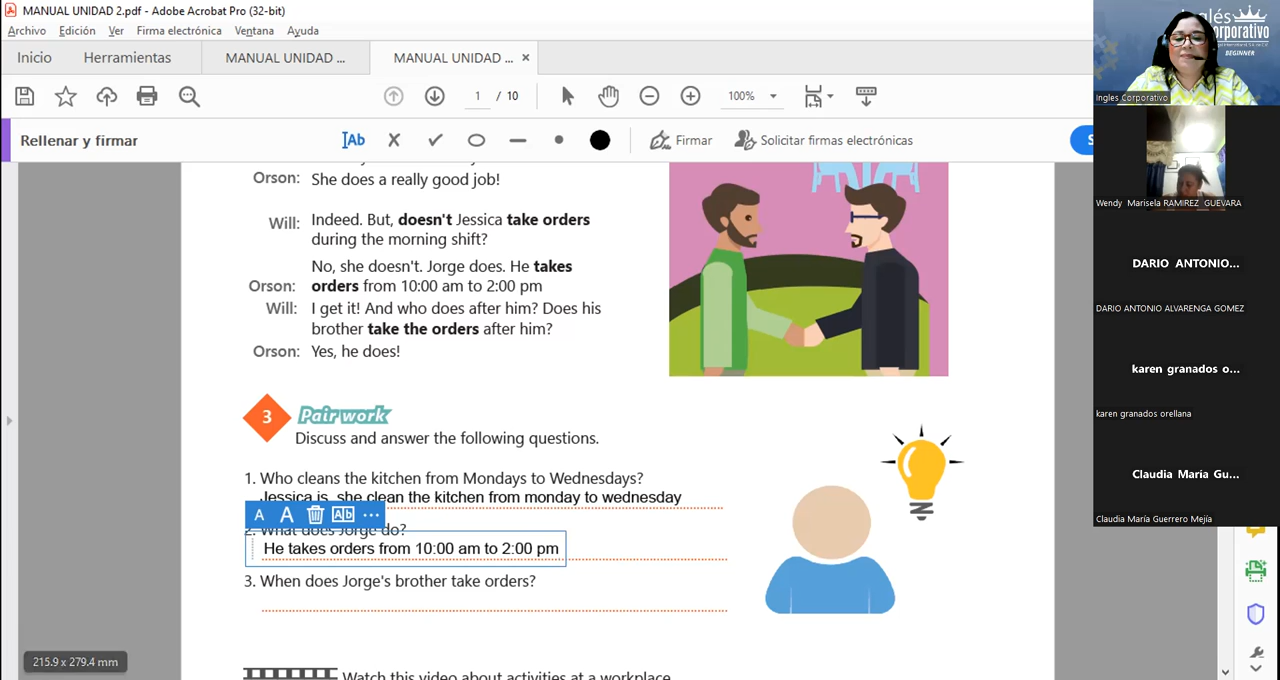 MANUAL UNIDAD 2.pdf - Adobe Acrobat Pro (32-bit)
Archivo Edición Ver Firma electrónica Ventana Ayuda
Inicio Herramientas MANUAL UNIDAD ... MANUAL UNIDAD ... ×
1 / 10 100%
Rellenar y firmar Ab Firmar Solicitar firmas electrónicas S
Orson: She does a really good job!
Will: Indeed. But, doesn't Jessica take orders
during the morning shift?
No, she doesn't. Jorge does. He takes
Orson: orders from 10:00 am to 2:00 pm
Will: I get it! And who does after him? Does his
brother take the orders after him?
Orson: Yes, he does!
3 Pair work
Discuss and answer the following questions.
1. Who cleans the kitchen from Mondays to Wednesdays?
Jessica is, she clean the kitchen from monday to wednesday
A A Ab ...
2. What does Jorge do?
He takes orders from 10:00 am to 2:00 pm
3. When does Jorge's brother take orders?
Watch this video about activities at a workplace
215.9 x 279.4 mm
Inglés
Corporativo
BEGINNER
Ingles Corporativo
Wendy Marisela RAMIREZ GUEVARA
DARIO ANTONIO...
DARIO ANTONIO ALVARENGA GOMEZ
karen granados o...
karen granados orellana
Claudia María Gu...
Claudia María Guerrero Mejía